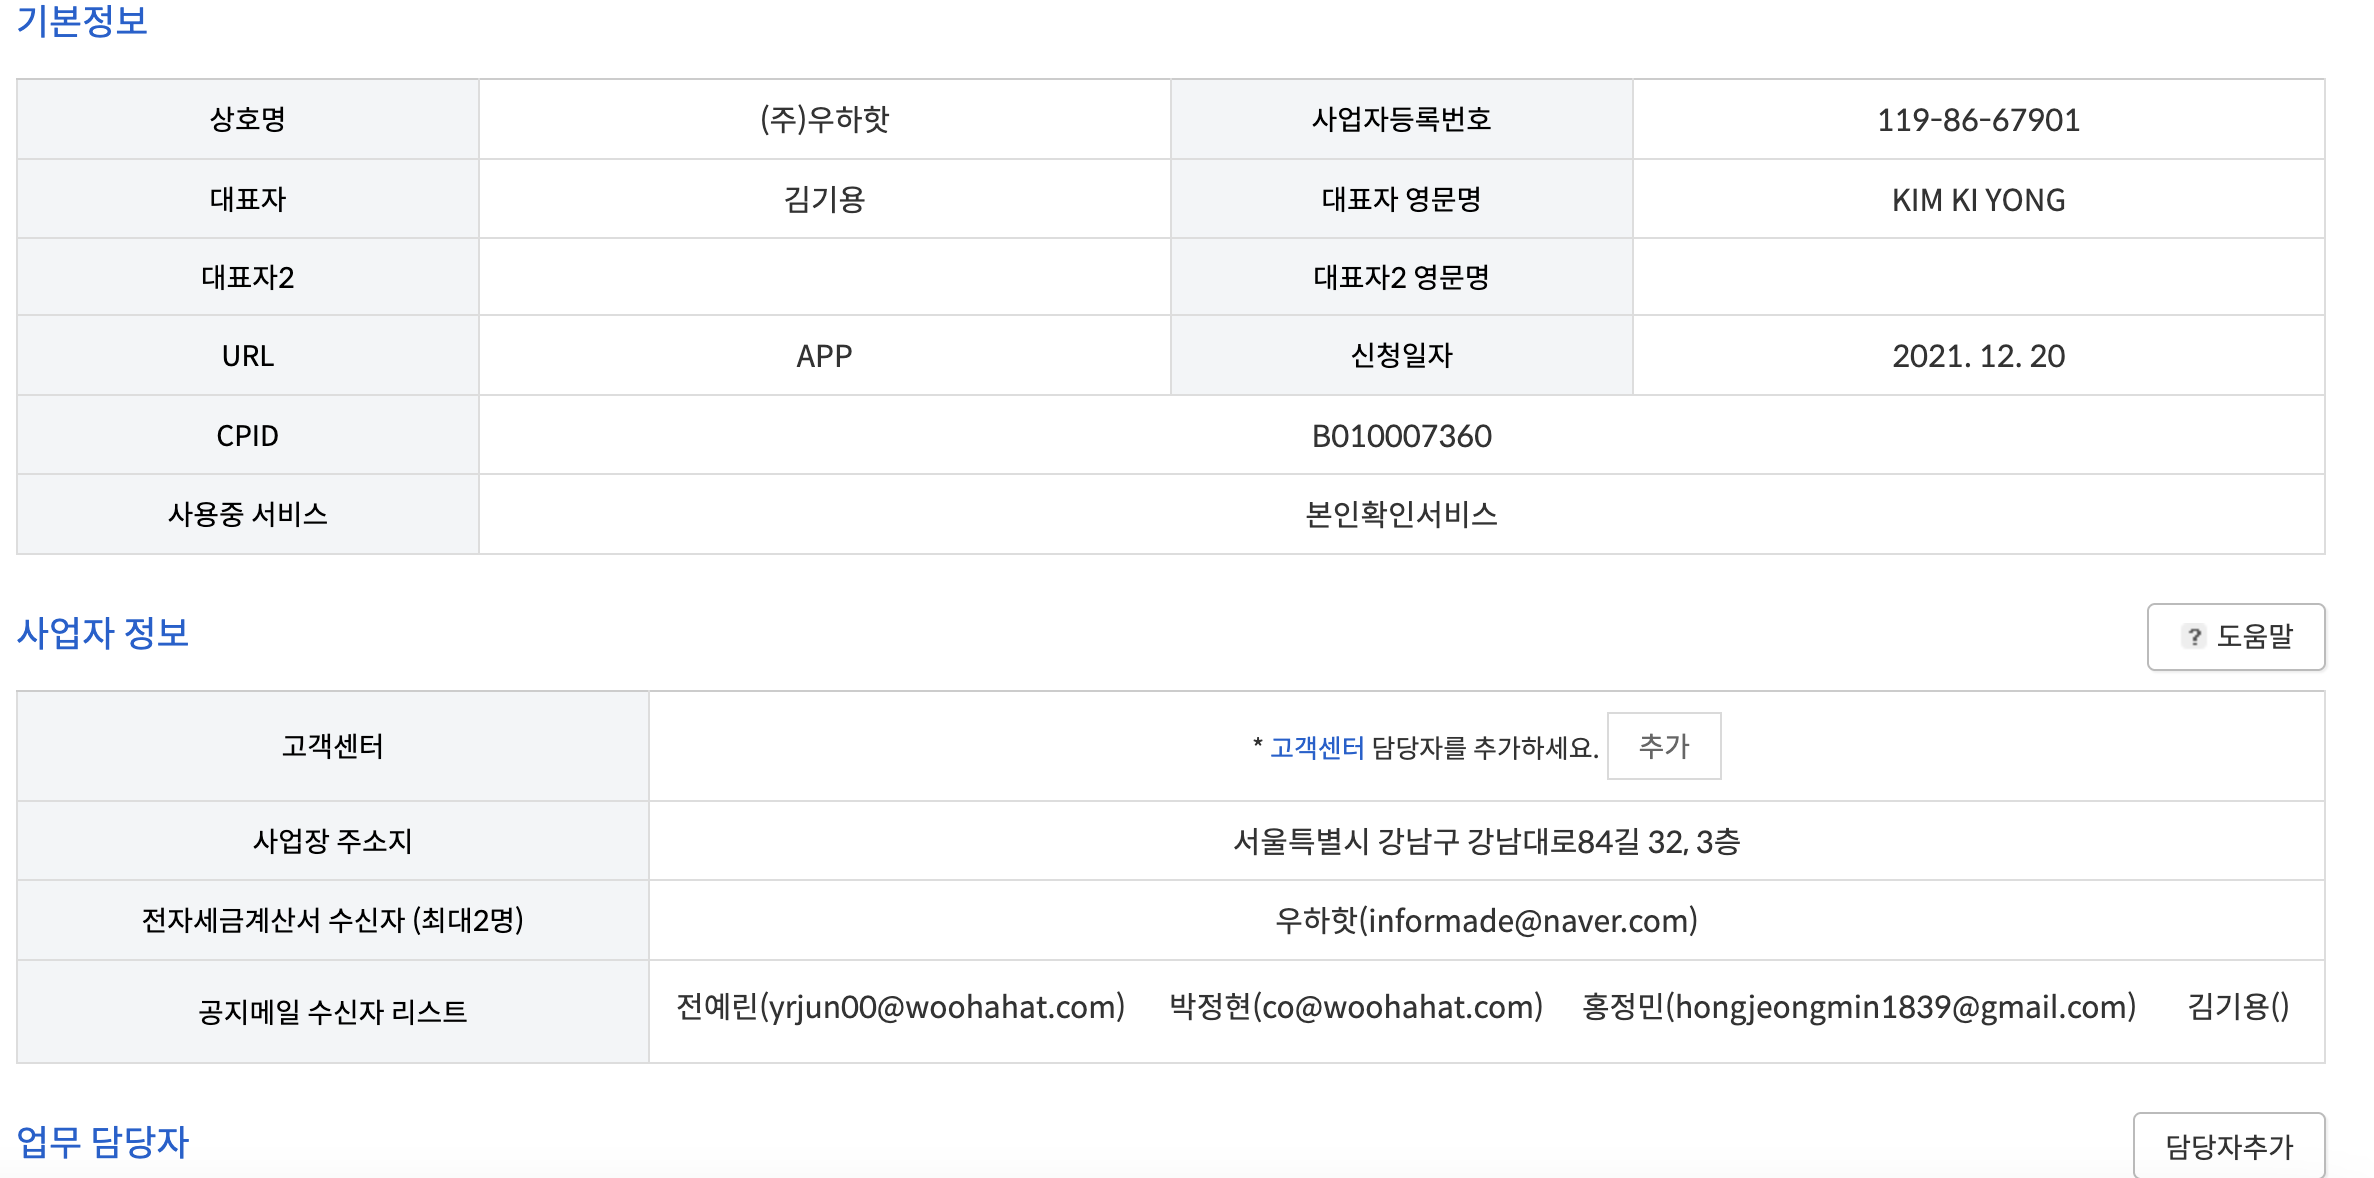 기본정보
상호명 (주)우하핫 사업자등록번호 119-86-67901
대표자 김기용 대표자 영문명 KIM KI YONG
대표자2 대표자2 영문명
URL APP 신청일자 2021. 12. 20
CPID B010007360
사용중 서비스 본인확인서비스
사업자 정보 ? 도움말
고객센터 * 고객센터 담당자를 추가하세요. 추가
사업장 주소지 서울특별시 강남구 강남대로84길 32, 3층
전자세금계산서 수신자 (최대2명) 우하핫(informade@naver.com)
공지메일 수신자 리스트 전예린(yrjun00@woohahat.com) 박정현(co@woohahat.com) 홍정민(hongjeongmin1839@gmail.com) 김기용()
업무 담당자 담당자추가